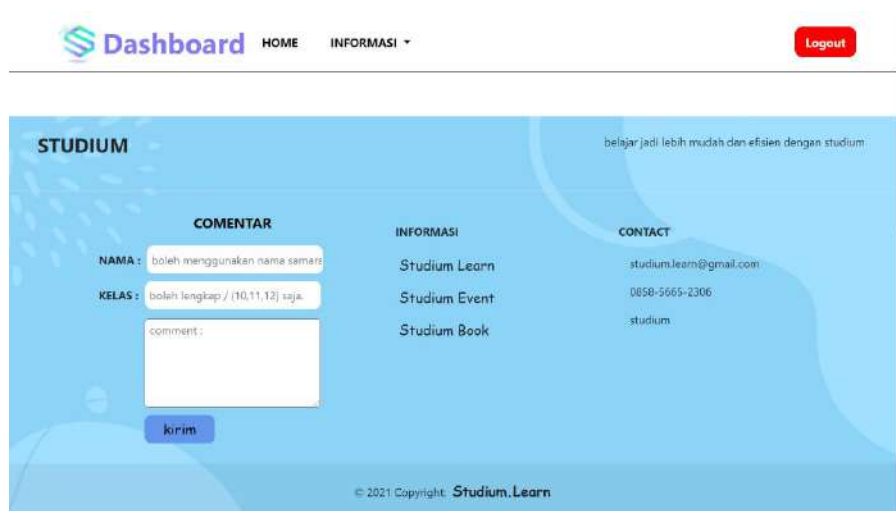 Dashboard HOME INFORMASI Logout
STUDIUM belajar jadi lebih mudah dan efisien dengan studium
COMENTAR
NAMA : boleh menggunakan nama samara
KELAS : boleh lengkap / (10,11,12) saja.
comment :
kirim
INFORMASI
Studium Learn
Studium Event
Studium Book
CONTACT
studium.learn@gmail.com
0858-5665-2306
studium
© 2021 Copyright: Studium.Learn